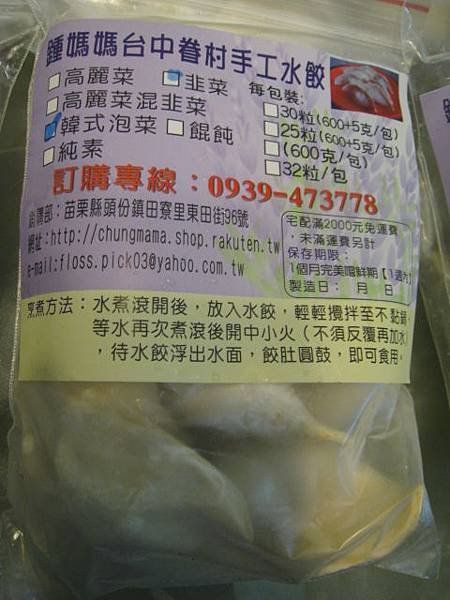 鍾媽媽台中眷村手工水餃
□高麗菜 □韭菜 每包裝:
□高麗菜混韭菜 □30粒(600+5克/包)
☑韓式泡菜 □餛飩 □25粒(600+5克/包)
□純素 □(600克/包)
□32粒/包
訂購專線:0939-473778
銷售部:苗栗縣頭份鎮田寮里東田街96號
網址:http://chungmama.shop.rakuten.tw
e-mail:floss.pick03@yahoo.com.tw
宅配滿2000元免運費
,未滿運費另計
保存期限:
1個月完美嚐鮮期【1週內】
製造日: 月 日
烹煮方法:水煮滾開後,放入水餃,輕輕攪拌至不黏鍋,
等水再次煮滾後開中小火(不須反覆再加水)
,待水餃浮出水面,餃肚圓鼓,即可食用。